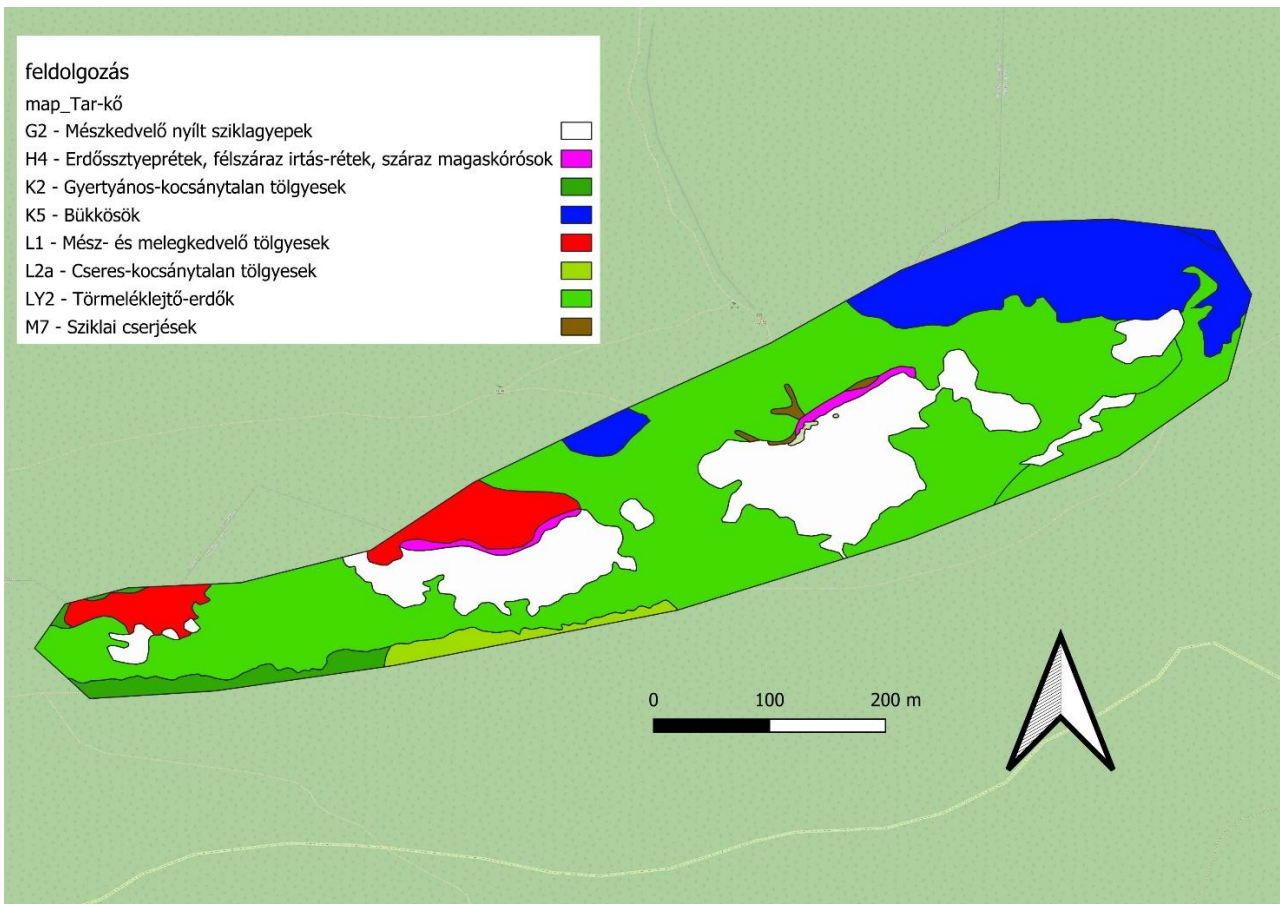 feldolgozás
map_Tar-kő
G2 - Mészkedvelő nyílt sziklagyepek
H4 - Erdőssztyeprétek, félszáraz irtás-rétek, száraz magaskórósok
K2 - Gyertyános-kocsánytalan tölgyesek
K5 - Bükkösök
L1 - Mész- és melegkedvelő tölgyesek
L2a - Cseres-kocsánytalan tölgyesek
LY2 - Törmeléklejtő-erdők
M7 - Sziklai cserjések
0 100 200 m